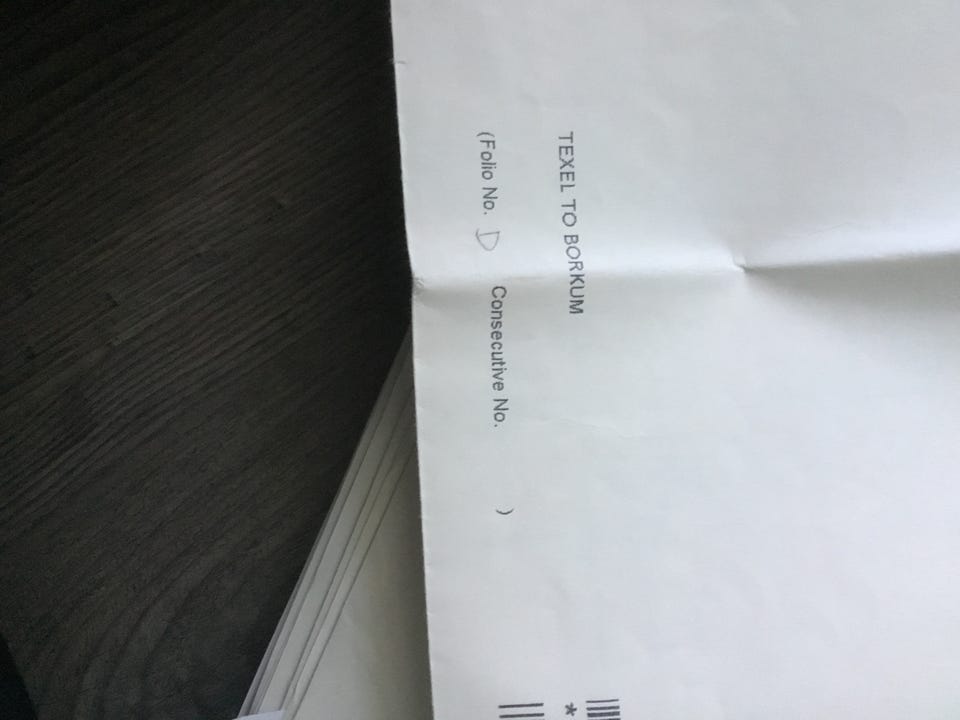 TEXEL TO BORKUM
(Folio No. D Consecutive No. )
*